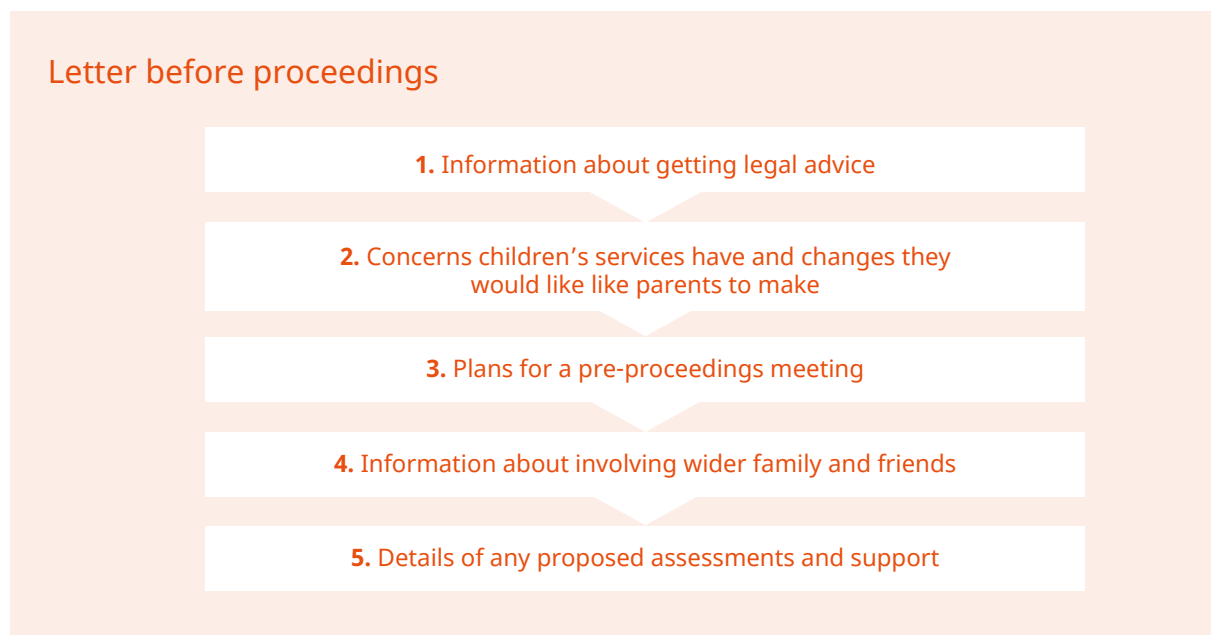 Letter before proceedings
1. Information about getting legal advice
2. Concerns children’s services have and changes they
would like like parents to make
3. Plans for a pre-proceedings meeting
4. Information about involving wider family and friends
5. Details of any proposed assessments and support